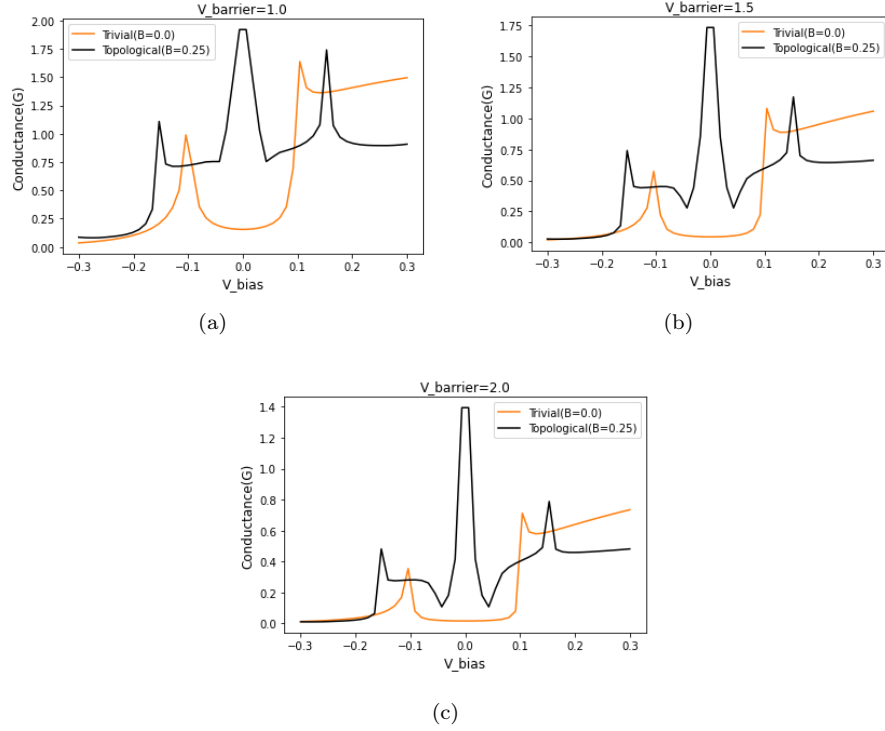 V_barrier=1.0
2.00
1.75
1.50
1.25
1.00
0.75
0.50
0.25
0.00
Conductance(G)
Trivial(B=0.0)
Topological(B=0.25)
−0.3 −0.2 −0.1 0.0 0.1 0.2 0.3
V_bias
(a)
V_barrier=1.5
1.75
1.50
1.25
1.00
0.75
0.50
0.25
0.00
Conductance(G)
Trivial(B=0.0)
Topological(B=0.25)
−0.3 −0.2 −0.1 0.0 0.1 0.2 0.3
V_bias
(b)
V_barrier=2.0
1.4
1.2
1.0
0.8
0.6
0.4
0.2
0.0
Conductance(G)
Trivial(B=0.0)
Topological(B=0.25)
−0.3 −0.2 −0.1 0.0 0.1 0.2 0.3
V_bias
(c)